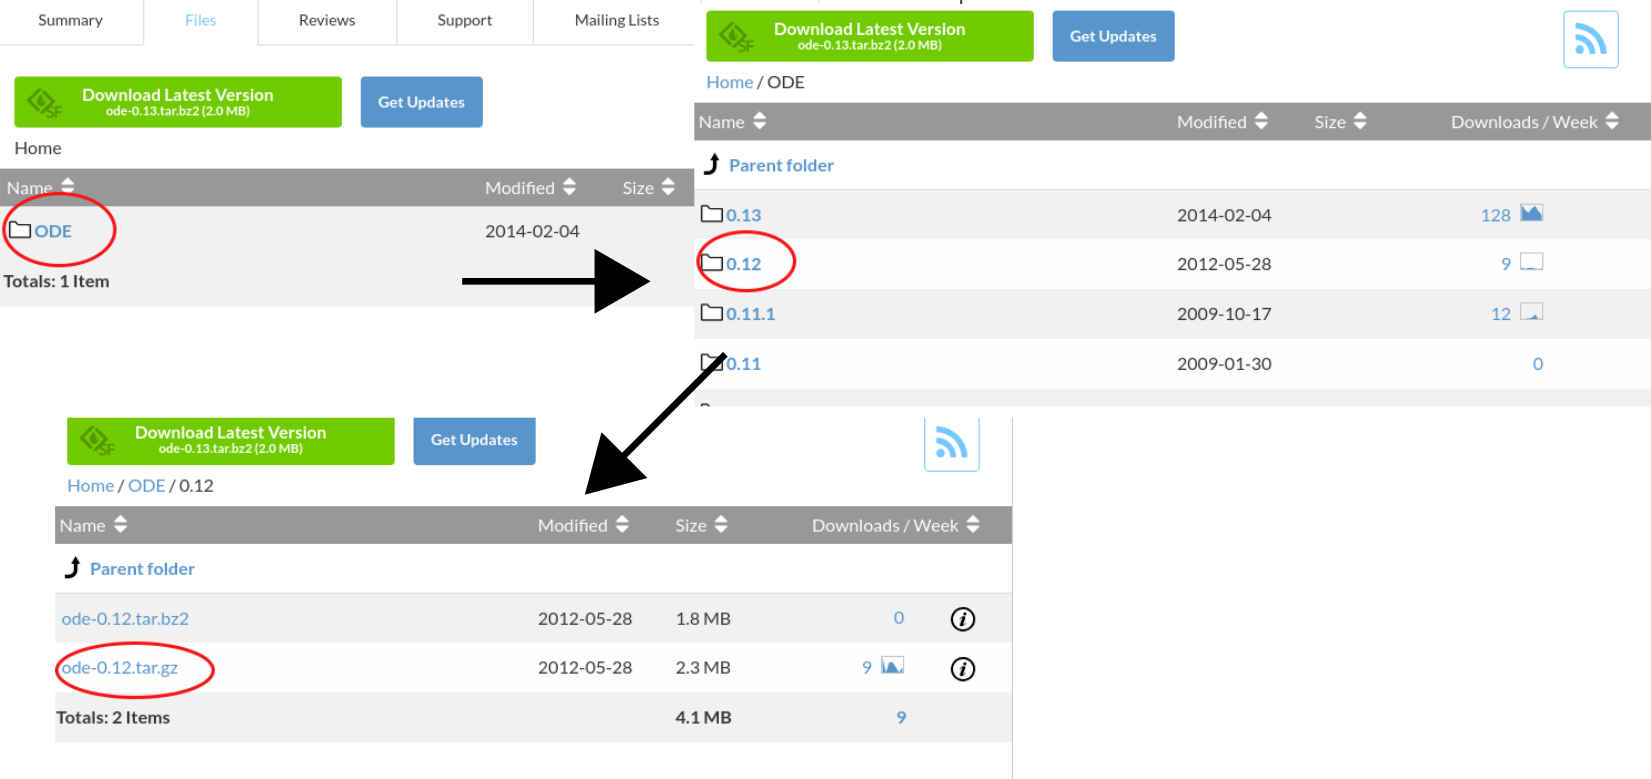 Summary Files Reviews Support Mailing Lists
SF Download Latest Version Get Updates
ode-0.13.tar.bz2 (2.0 MB)
Home
Name Modified Size
ODE 2014-02-04
Totals: 1 Item
SF Download Latest Version Get Updates
ode-0.13.tar.bz2 (2.0 MB)
Home / ODE
Name Modified Size Downloads / Week
Parent folder
0.13 2014-02-04 128
0.12 2012-05-28 9
0.11.1 2009-10-17 12
0.11 2009-01-30 0
SF Download Latest Version Get Updates
ode-0.13.tar.bz2 (2.0 MB)
Home / ODE / 0.12
Name Modified Size Downloads / Week
Parent folder
ode-0.12.tar.bz2 2012-05-28 1.8 MB 0 i
ode-0.12.tar.gz 2012-05-28 2.3 MB 9 i
Totals: 2 Items 4.1 MB 9